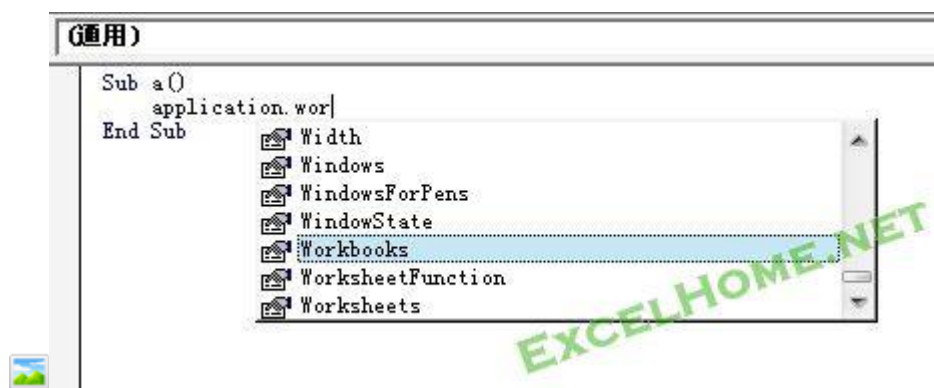 (通用)
Sub a()
application.wor
End Sub
Width
Windows
WindowsForPens
WindowState
Workbooks
WorksheetFunction
Worksheets
EXCELHOME.NET